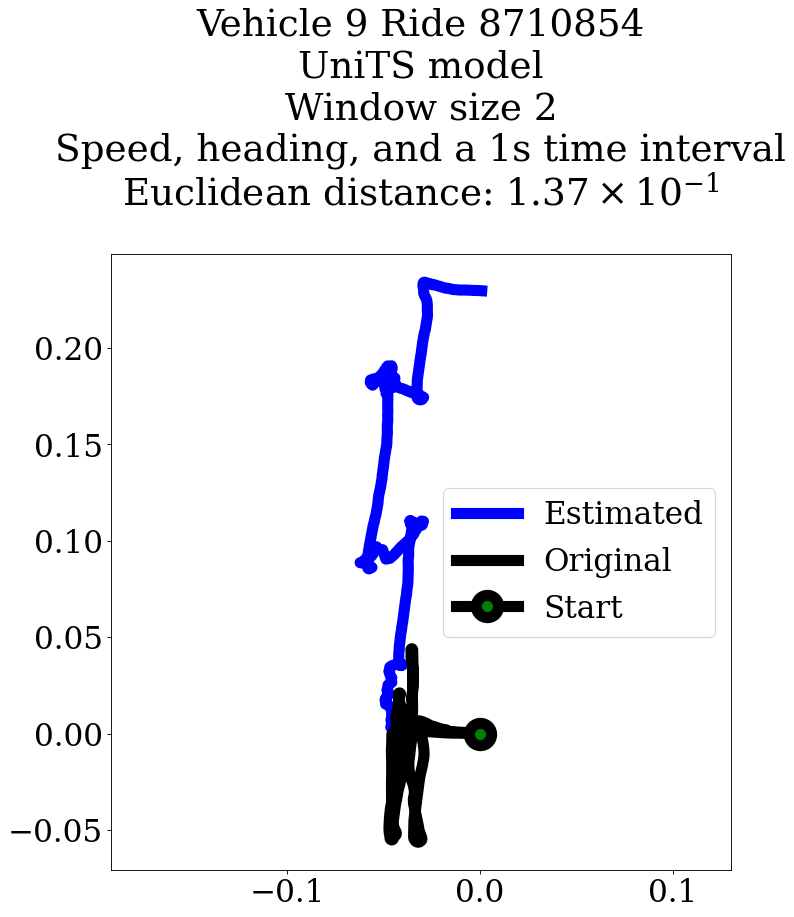 Vehicle 9 Ride 8710854
UniTS model
Window size 2
Speed, heading, and a 1s time interval
Euclidean distance: 1.37 × 10⁻¹
0.20
0.15
0.10
0.05
0.00
−0.05
Estimated
Original
Start
−0.1
0.0
0.1